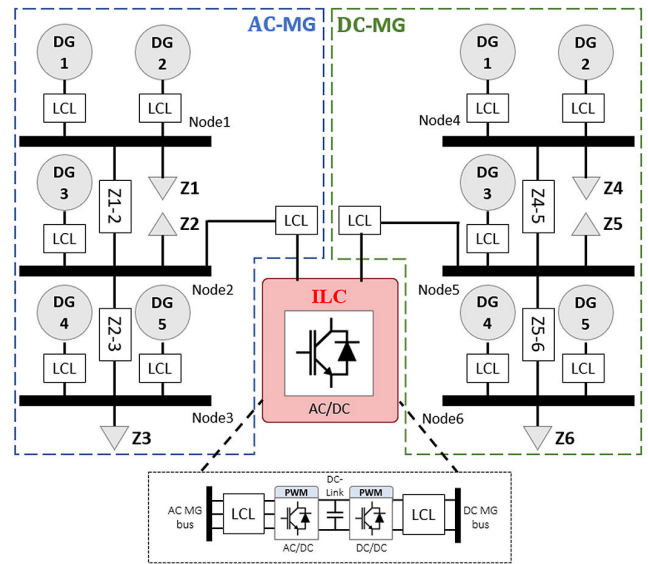 AC-MG
DC-MG
DG
1
DG
2
LCL
LCL
Node1
DG
3
Z1-2
Z1
Z2
LCL
Node2
DG
4
Z2-3
DG
5
LCL
LCL
Node3
Z3
DG
1
DG
2
LCL
LCL
Node4
DG
3
Z4-5
Z4
Z5
LCL
Node5
DG
4
Z5-6
DG
5
LCL
LCL
Node6
Z6
LCL
LCL
ILC
AC/DC
AC MG
bus
LCL
PWM
AC/DC
DC-
Link
PWM
DC/DC
LCL
DC MG
bus